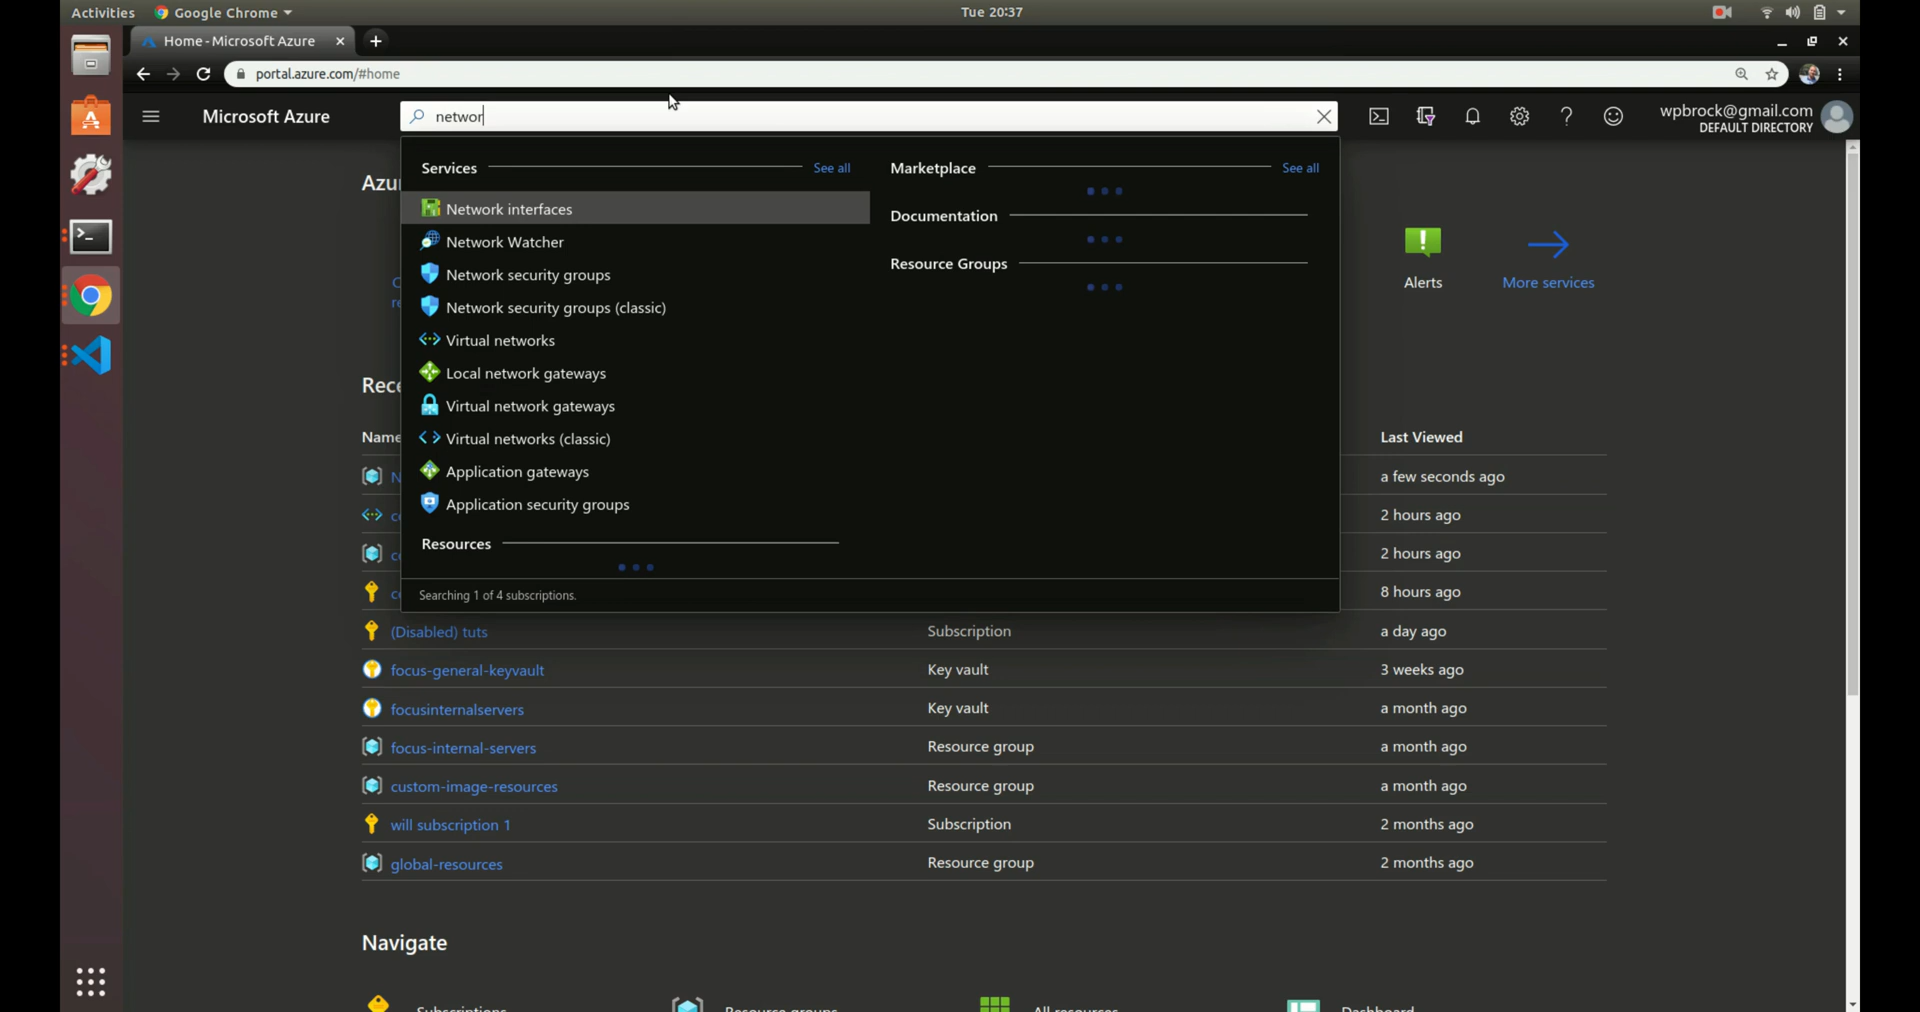 Activities Google Chrome Tue 20:37
Home - Microsoft Azure
portal.azure.com/#home
Microsoft Azure
networ
wpbrock@gmail.com
DEFAULT DIRECTORY
Services See all
Network interfaces
Network Watcher
Network security groups
Network security groups (classic)
Virtual networks
Local network gateways
Virtual network gateways
Virtual networks (classic)
Application gateways
Application security groups
Resources
Searching 1 of 4 subscriptions.
Marketplace See all
Documentation
Resource Groups
Azu
Alerts
More services
Rece
Name Last Viewed
N a few seconds ago
2 hours ago
2 hours ago
8 hours ago
(Disabled) tuts Subscription a day ago
focus-general-keyvault Key vault 3 weeks ago
focusinternalservers Key vault a month ago
focus-internal-servers Resource group a month ago
custom-image-resources Resource group a month ago
will subscription 1 Subscription 2 months ago
global-resources Resource group 2 months ago
Navigate
Subscriptions Resource groups All resources Dashboard